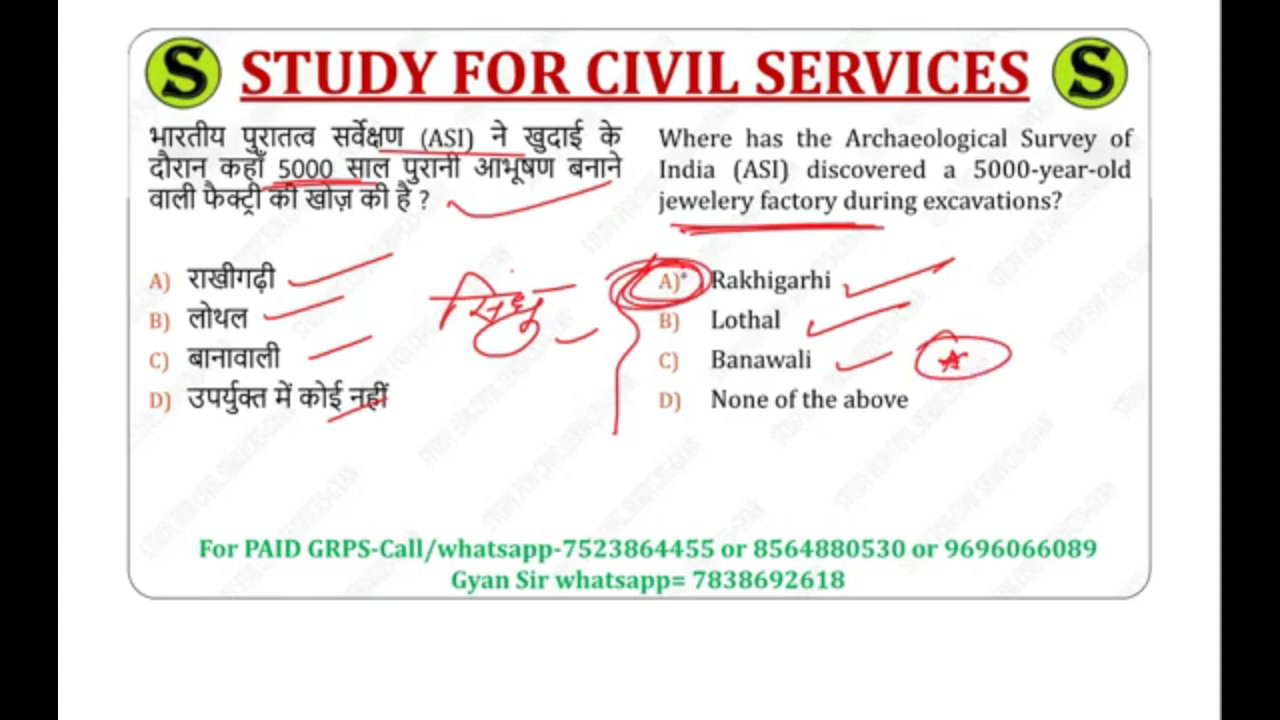 S STUDY FOR CIVIL SERVICES S
भारतीय पुरातत्व सर्वेक्षण (ASI) ने खुदाई के
दौरान कहाँ 5000 साल पुरानी आभूषण बनाने
वाली फैक्ट्री की खोज़ की है ?
A) राखीगढ़ी
B) लोथल
C) बानावाली
D) उपर्युक्त में कोई नहीं
सिंधु
Where has the Archaeological Survey of
India (ASI) discovered a 5000-year-old
jewelery factory during excavations?
A) Rakhigarhi
B) Lothal
C) Banawali
D) None of the above
For PAID GRPS-Call/whatsapp-7523864455 or 8564880530 or 9696066089
Gyan Sir whatsapp= 7838692618